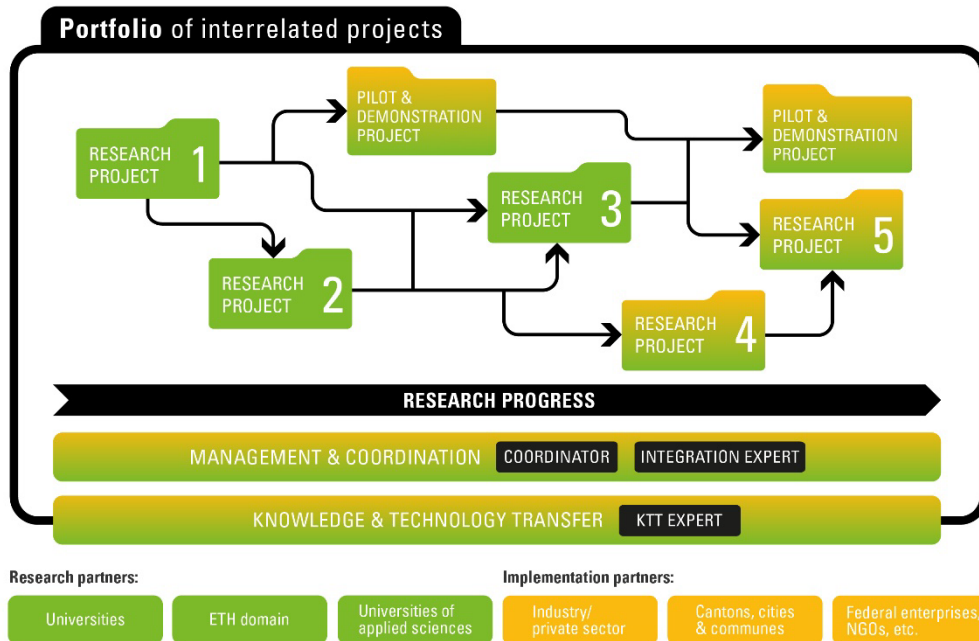 Portfolio of interrelated projects
PILOT &
DEMONSTRATION
PROJECT
PILOT &
DEMONSTRATION
PROJECT
RESEARCH
PROJECT
1
RESEARCH
PROJECT
3
RESEARCH
PROJECT
5
RESEARCH
PROJECT
2
RESEARCH
PROJECT
4
RESEARCH PROGRESS
MANAGEMENT & COORDINATION COORDINATOR INTEGRATION EXPERT
KNOWLEDGE & TECHNOLOGY TRANSFER KTT EXPERT
Research partners:
Universities
ETH domain
Universities of
applied sciences
Implementation partners:
Industry/
private sector
Cantons, cities
& communes
Federal enterprises,
NGOs, etc.